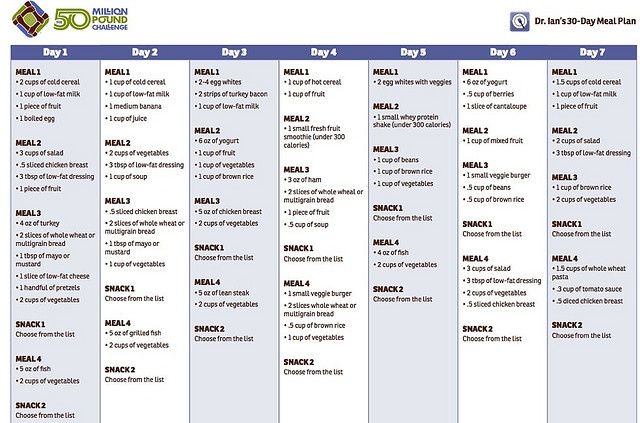 THE 50 MILLION
POUND
CHALLENGE
Dr. Ian's 30-Day Meal Plan
Day 1
MEAL 1
• 2 cups of cold cereal
• 1 cup of low-fat milk
• 1 piece of fruit
• 1 boiled egg
MEAL 2
• 3 cups of salad
• .5 sliced chicken breast
• 3 tbsp of low-fat dressing
• 1 piece of fruit
MEAL 3
• 4 oz of turkey
• 2 slices of whole wheat or
multigrain bread
• 1 tbsp of mayo or
mustard
• 1 slice of low-fat cheese
• 1 handful of pretzels
• 2 cups of vegetables
SNACK 1
Choose from the list
MEAL 4
• 5 oz of fish
• 2 cups of vegetables
SNACK 2
Choose from the list
Day 2
MEAL 1
• 1 cup of cold cereal
• 1 cup of low-fat milk
• 1 medium banana
• 1 cup of juice
MEAL 2
• 2 cups of vegetables
• 3 tbsp of low-fat dressing
• 1 cup of soup
MEAL 3
• .5 sliced chicken breast
• 2 slices of whole wheat or
multigrain bread
• 1 tbsp of mayo or
mustard
• 1 cup of vegetables
SNACK 1
Choose from the list
MEAL 4
• 5 oz of grilled fish
• 2 cups of vegetables
SNACK 2
Choose from the list
Day 3
MEAL 1
• 2-4 egg whites
• 2 strips of turkey bacon
• 1 cup of low-fat milk
MEAL 2
• 6 oz of yogurt
• 1 cup of fruit
• 1 cup of vegetables
• 1 cup of brown rice
MEAL 3
• 5 oz of chicken breast
• 2 cups of vegetables
SNACK 1
Choose from the list
MEAL 4
• 5 oz of lean steak
• 2 cups of vegetables
SNACK 2
Choose from the list
Day 4
MEAL 1
• 1 cup of hot cereal
• 1 cup of fruit
MEAL 2
• 1 small fresh fruit
smoothie (under 300
calories)
MEAL 3
• 3 oz of ham
• 2 slices of whole wheat or
multigrain bread
• 1 piece of fruit
• .5 cup of soup
SNACK 1
Choose from the list
MEAL 4
• 1 small veggie burger
• 2 slices of whole wheat or
multigrain bread
• .5 cup of brown rice
• 1 cup of vegetables
SNACK 2
Choose from the list
Day 5
MEAL 1
• 2 egg whites with veggies
MEAL 2
• 1 small whey protein
shake (under 300 calories)
MEAL 3
• 1 cup of beans
• 1 cup of brown rice
• 1 cup of vegetables
SNACK 1
Choose from the list
MEAL 4
• 4 oz of fish
• 2 cups of vegetables
SNACK 2
Choose from the list
Day 6
MEAL 1
• 6 oz of yogurt
• .5 cup of berries
• 1 slice of cantaloupe
MEAL 2
• 1 cup of mixed fruit
MEAL 3
• 1 small veggie burger
• .5 cup of beans
• .5 cup of brown rice
SNACK 1
Choose from the list
MEAL 4
• 3 cups of salad
• 3 tbsp of low-fat dressing
• 2 cups of vegetables
• .5 sliced chicken breast
SNACK 2
Choose from the list
Day 7
MEAL 1
• 1.5 cups of cold cereal
• 1 cup of low-fat milk
• 1 piece of fruit
MEAL 2
• 2 cups of salad
• 3 tbsp of low-fat dressing
MEAL 3
• 1 cup of brown rice
• 2 cups of vegetables
SNACK 1
Choose from the list
MEAL 4
• 1.5 cups of whole wheat
pasta
• .3 cup of tomato sauce
• .5 diced chicken breast
SNACK 2
Choose from the list